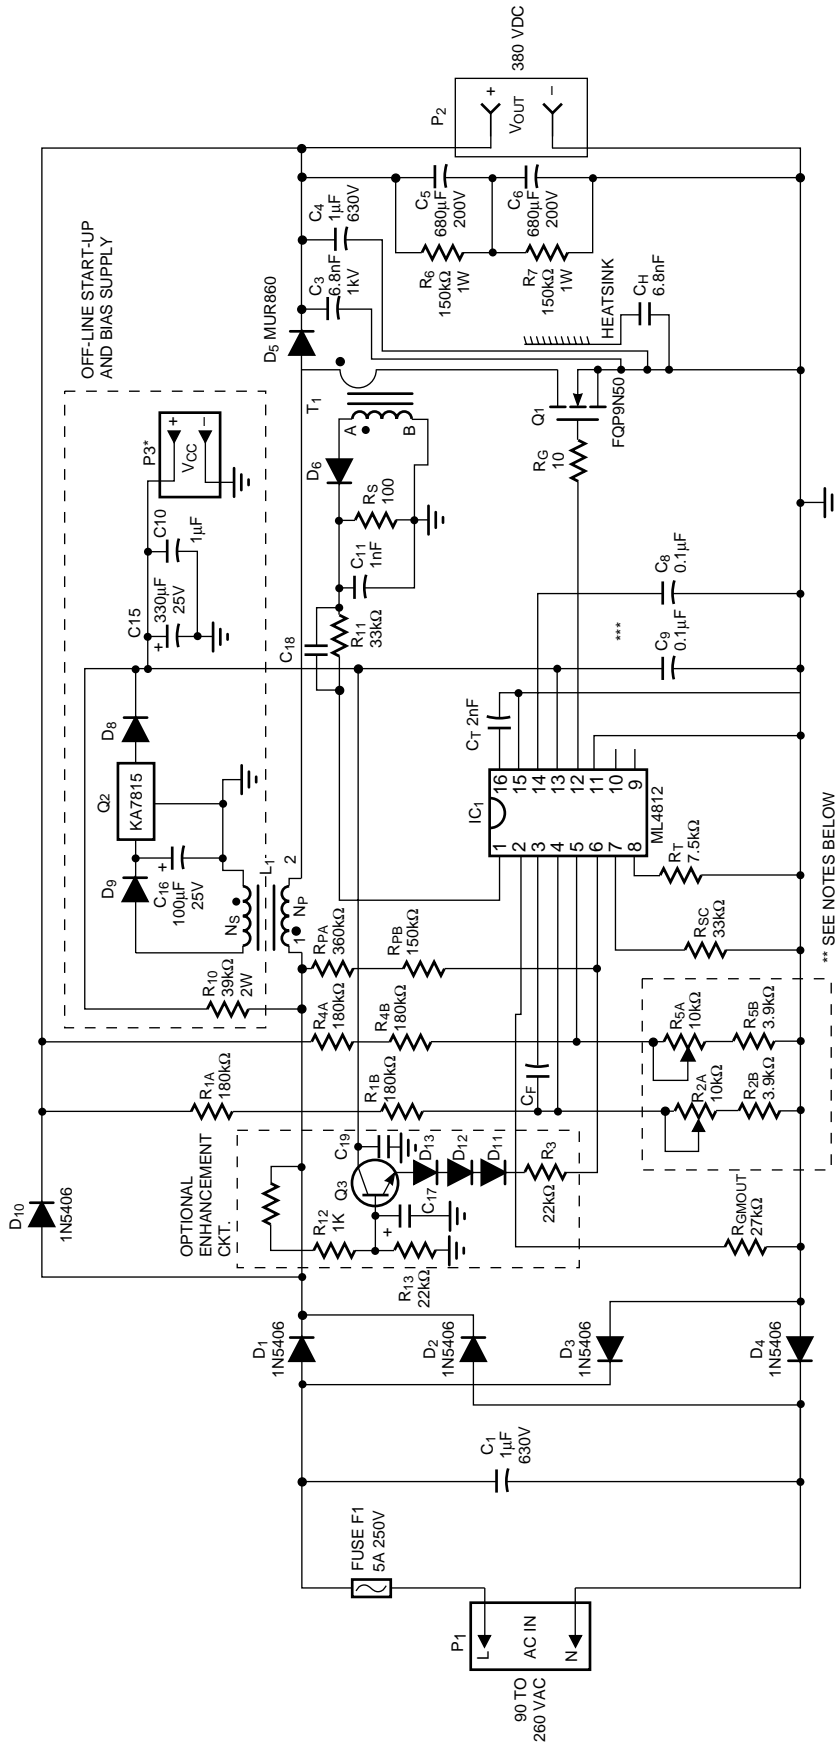 90 TO
260 VAC
P1
L
AC IN
N
FUSE F1
5A 250V
C1
1µF
630V
D1
1N5406
D2
1N5406
D3
1N5406
D4
1N5406
D10
1N5406
OPTIONAL
ENHANCEMENT
CKT.
R12
1K
R13
22kΩ
Q3
+
C17
C19
D13
D12
D11
R3
22kΩ
RGMOUT
27kΩ
R1A
180kΩ
R1B
180kΩ
CF
R2A
10kΩ
R2B
3.9kΩ
R5A
10kΩ
R5B
3.9kΩ
** SEE NOTES BELOW
R4A
180kΩ
R4B
180kΩ
RPA
360kΩ
RPB
150kΩ
RSC
33kΩ
RT
7.5kΩ
R10
39kΩ
2W
OFF-LINE START-UP
AND BIAS SUPPLY
NS
L1
NP
1
2
D9
C16
+
100µF
25V
Q2
KA7815
D8
C15
+
330µF
25V
C10
1µF
P3*
+
VCC
–
IC1
ML4812
1
2
3
4
5
6
7
8
16
15
14
13
12
11
10
9
CT 2nF
C18
R11
33kΩ
C11
1nF
RS
100
D6
T1
A
B
C9
0.1µF
***
C8
0.1µF
RG
10
Q1
FQP9N50
D5 MUR860
C3
6.8nF
1kV
C4
1µF
630V
HEATSINK
CH
6.8nF
R6
150kΩ
1W
R7
150kΩ
1W
C5
680µF
200V
C6
680µF
200V
P2
+
VOUT
–
380 VDC